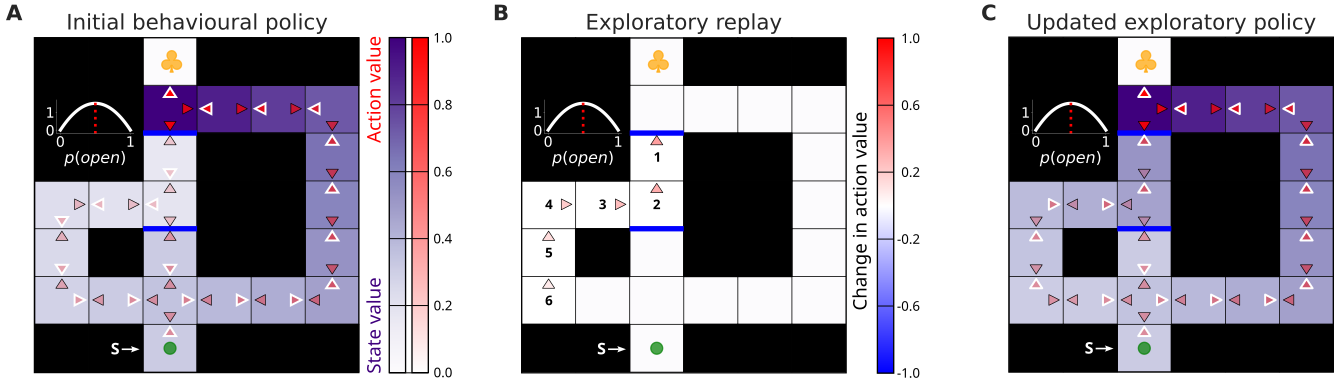 A
Initial behavioural policy
1
0
0
1
p(open)
S→
Action value
State value
1.0
0.8
0.6
0.4
0.2
0.0
B
Exploratory replay
1
0
0
1
p(open)
1
4
3
2
5
6
S→
Change in action value
1.0
0.6
0.2
-0.2
-0.6
-1.0
C
Updated exploratory policy
1
0
0
1
p(open)
S→